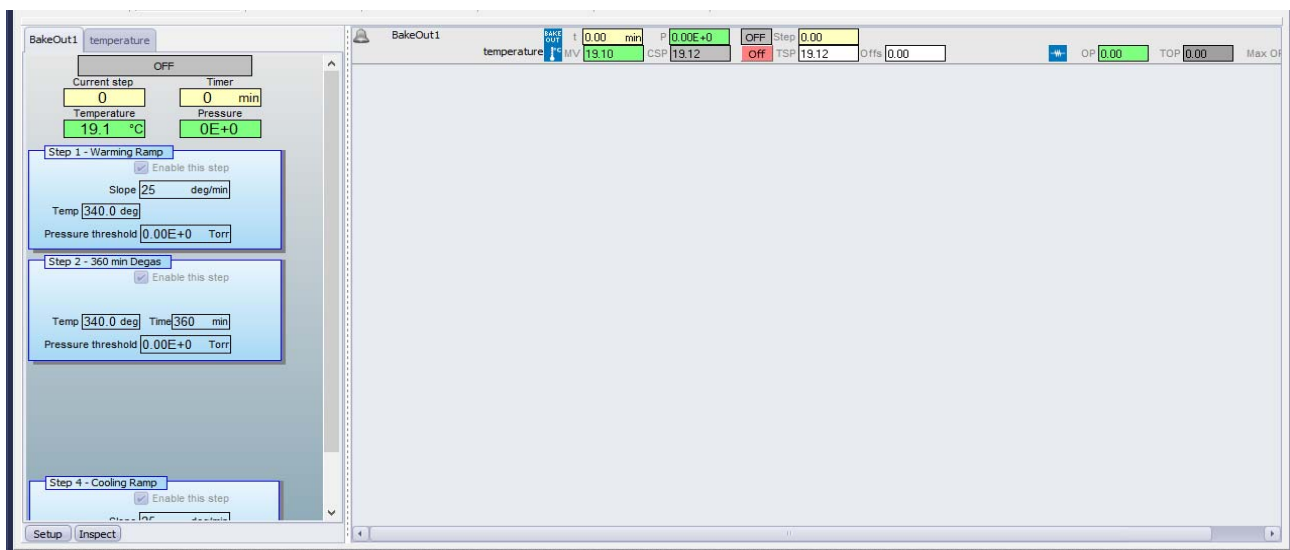 BakeOut1 temperature
OFF
Current step Timer
0 0 min
Temperature Pressure
19.1 °C 0E+0
Step 1 - Warming Ramp
Enable this step
Slope 25 deg/min
Temp 340.0 deg
Pressure threshold 0.00E+0 Torr
Step 2 - 360 min Degas
Enable this step
Temp 340.0 deg Time 360 min
Pressure threshold 0.00E+0 Torr
Step 4 - Cooling Ramp
Enable this step
Setup Inspect
BakeOut1 BAKE OUT t 0.00 min P 0.00E+0 OFF Step 0.00
temperature °C MV 19.10 CSP 19.12 Off TSP 19.12 Offs 0.00 OP 0.00 TOP 0.00 Max